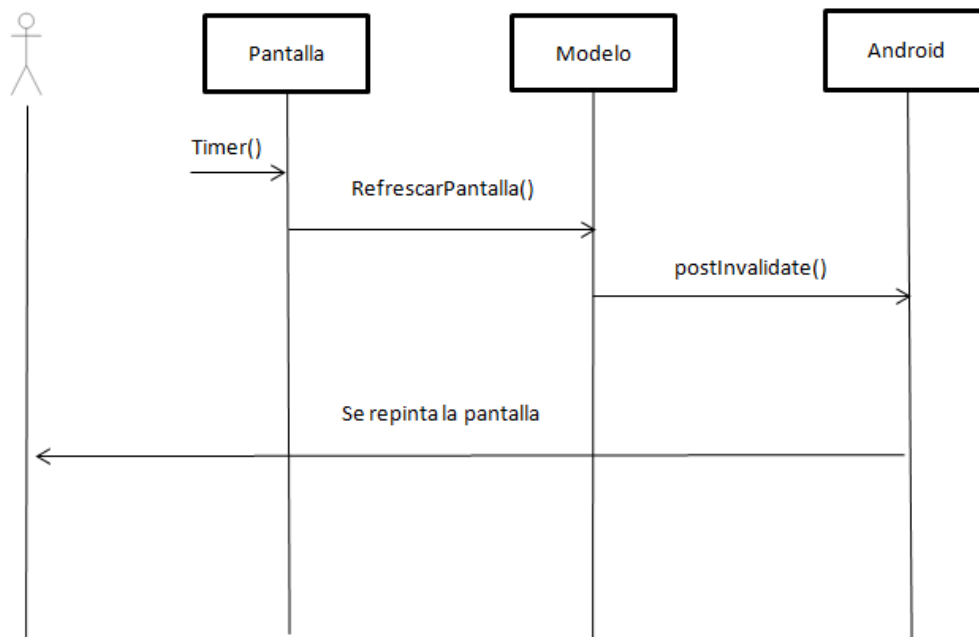 Pantalla
Modelo
Android
Timer()
RefrescarPantalla()
postInvalidate()
Se repinta la pantalla